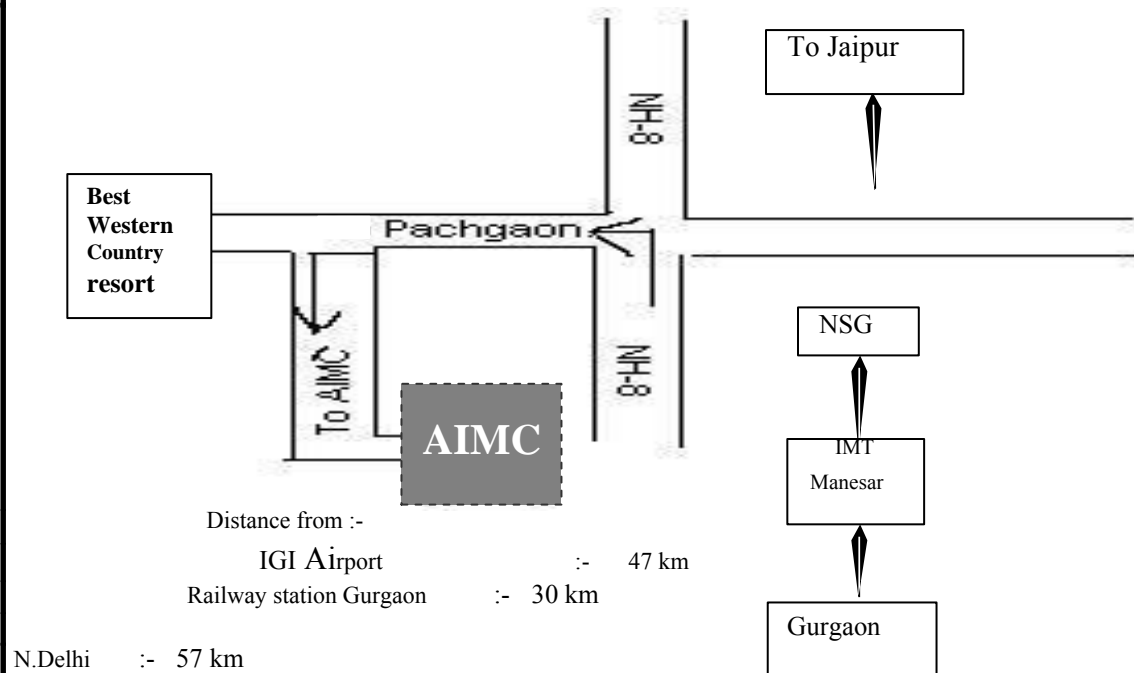 To Jaipur
NH-8
Best
Western
Country
resort
Pachgaon
NSG
NH-8
To AIMC
AIMC
IMT
Manesar
Distance from :-
IGI Airport :- 47 km
Railway station Gurgaon :- 30 km
Gurgaon
N.Delhi :- 57 km